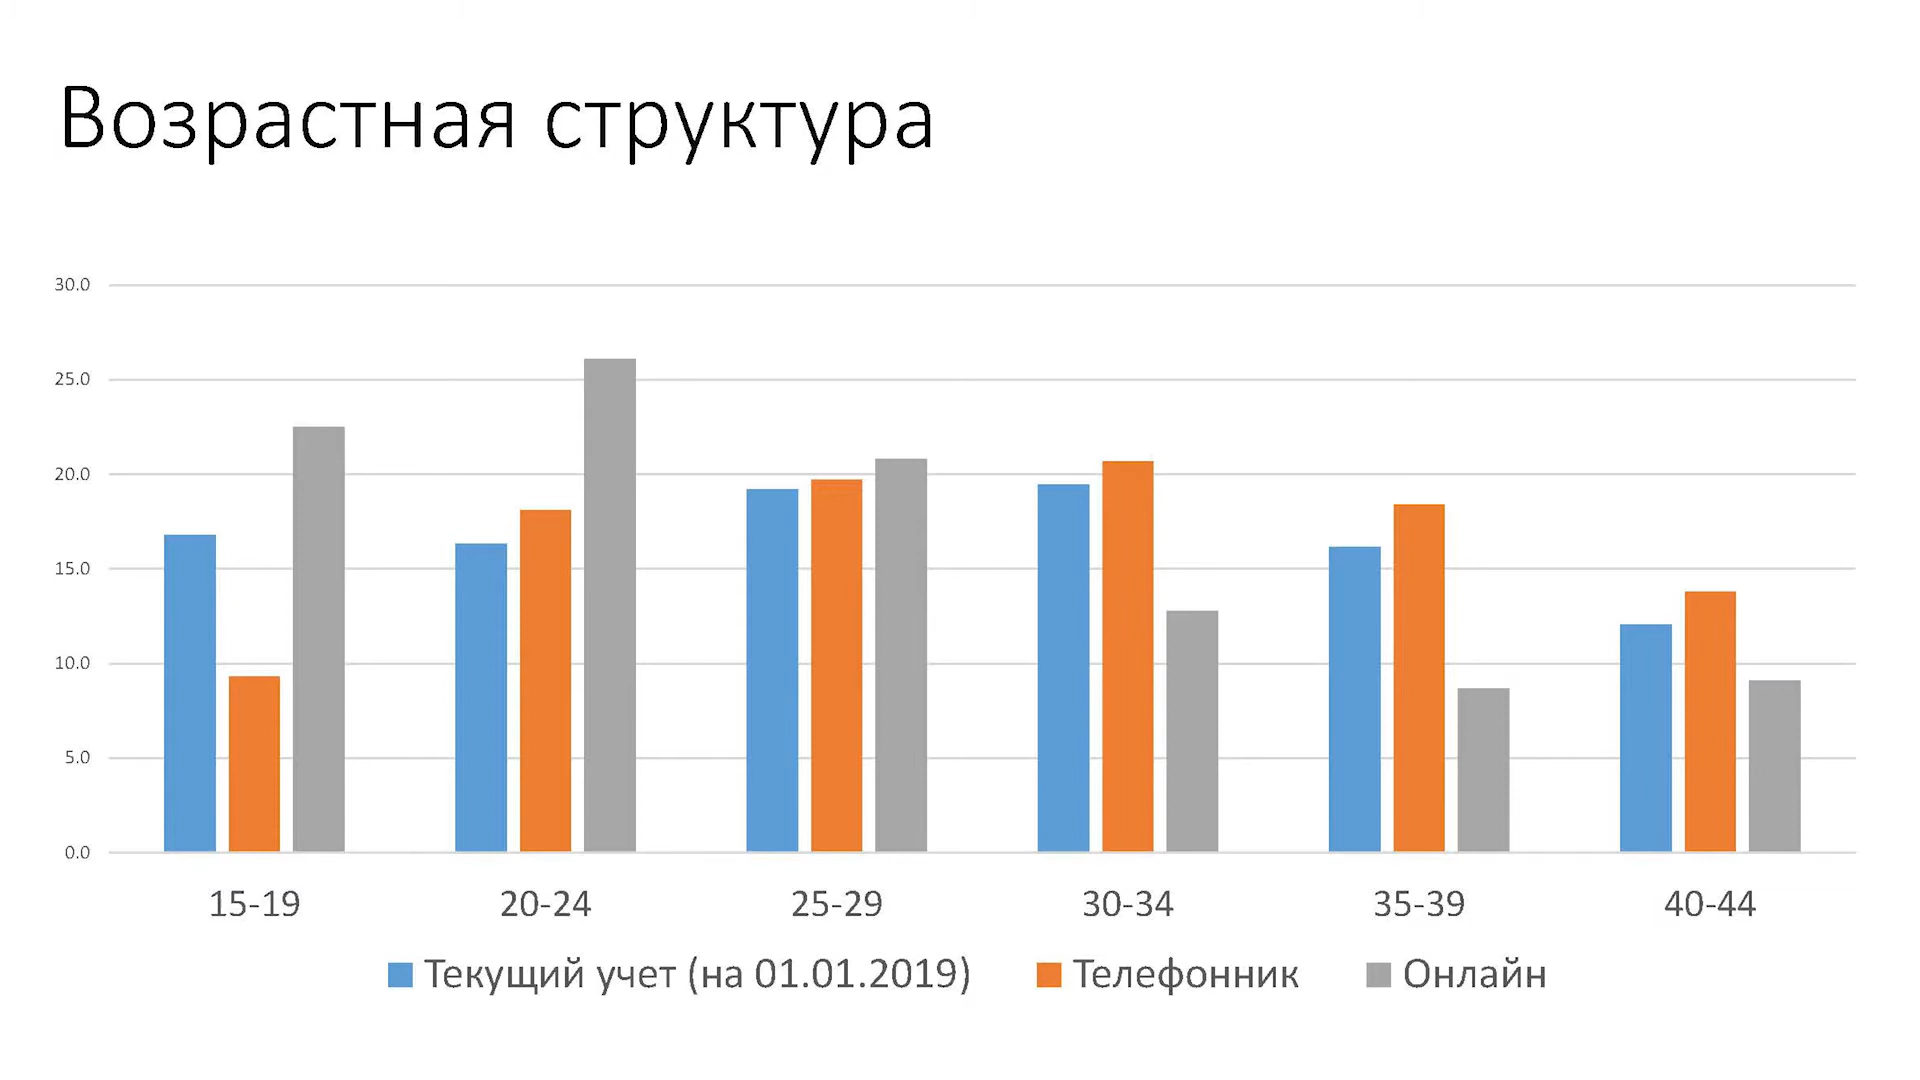 Возрастная структура
30.0
25.0
20.0
15.0
10.0
5.0
0.0
15-19 20-24 25-29 30-34 35-39 40-44
Текущий учет (на 01.01.2019) Телефонник Онлайн